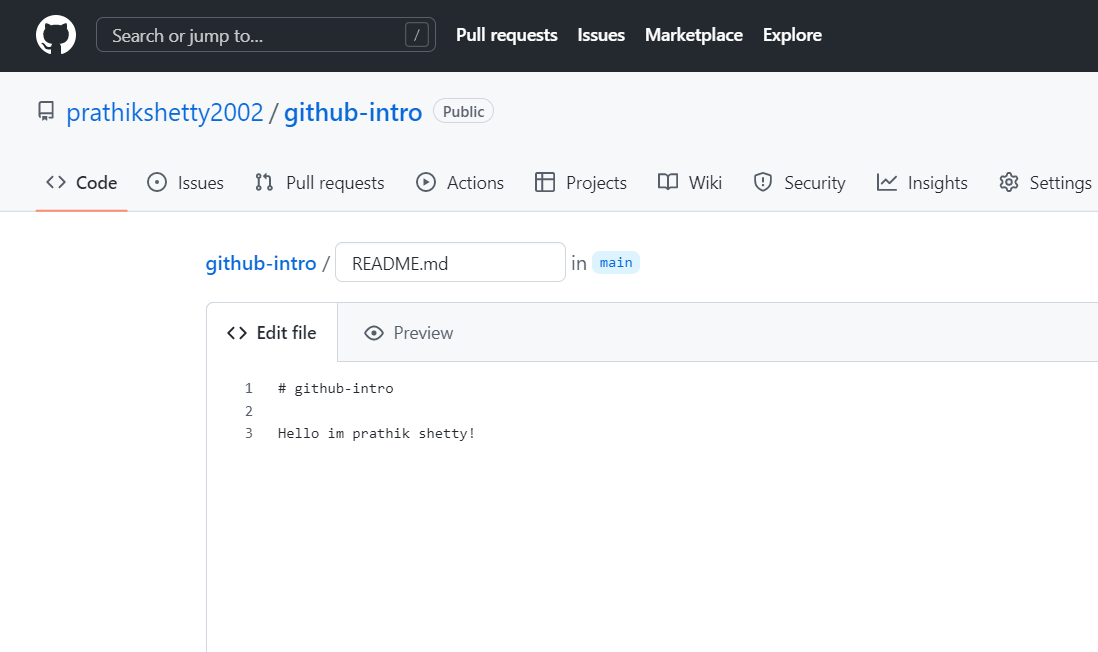 Search or jump to... / Pull requests Issues Marketplace Explore
prathikshetty2002 / github-intro Public
Code Issues Pull requests Actions Projects Wiki Security Insights Settings
github-intro / README.md in main
<> Edit file Preview
1 # github-intro
2
3 Hello im prathik shetty!